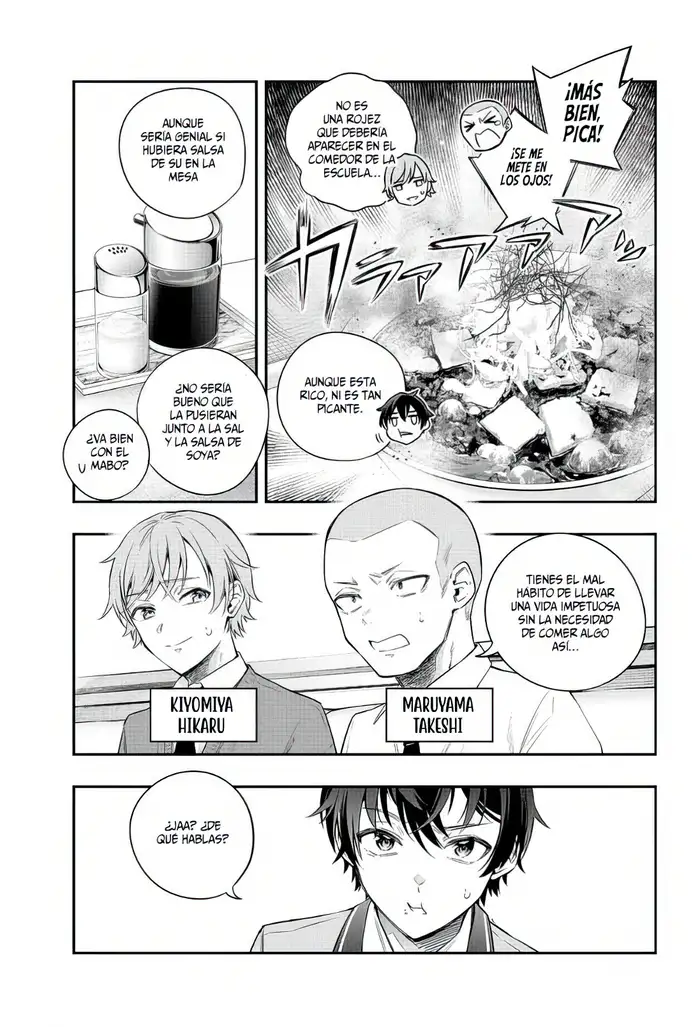 ¡MÁS
BIEN,
PICA!
¡SE ME
METE EN
LOS OJOS!
NO ES
UNA ROJEZ
QUE DEBERÍA
APARECER EN EL
COMEDOR DE LA
ESCUELA...
カラァァァァ
AUNQUE ESTA
RICO, NI ES TAN
PICANTE.
AUNQUE
SERÍA GENIAL SI
HUBIERA SALSA
DE SU EN LA
MESA
¿NO SERÍA
BUENO QUE
LA PUSIERAN
JUNTO A LA SAL
Y LA SALSA DE
SOYA?
¿VA BIEN
CON EL
MABO?
TIENES EL MAL
HÁBITO DE LLEVAR
UNA VIDA IMPETUOSA
SIN LA NECESIDAD
DE COMER ALGO
ASÍ...
MARUYAMA
TAKESHI
KIYOMIYA
HIKARU
¿JAA? ¿DE
QUÉ HABLAS?